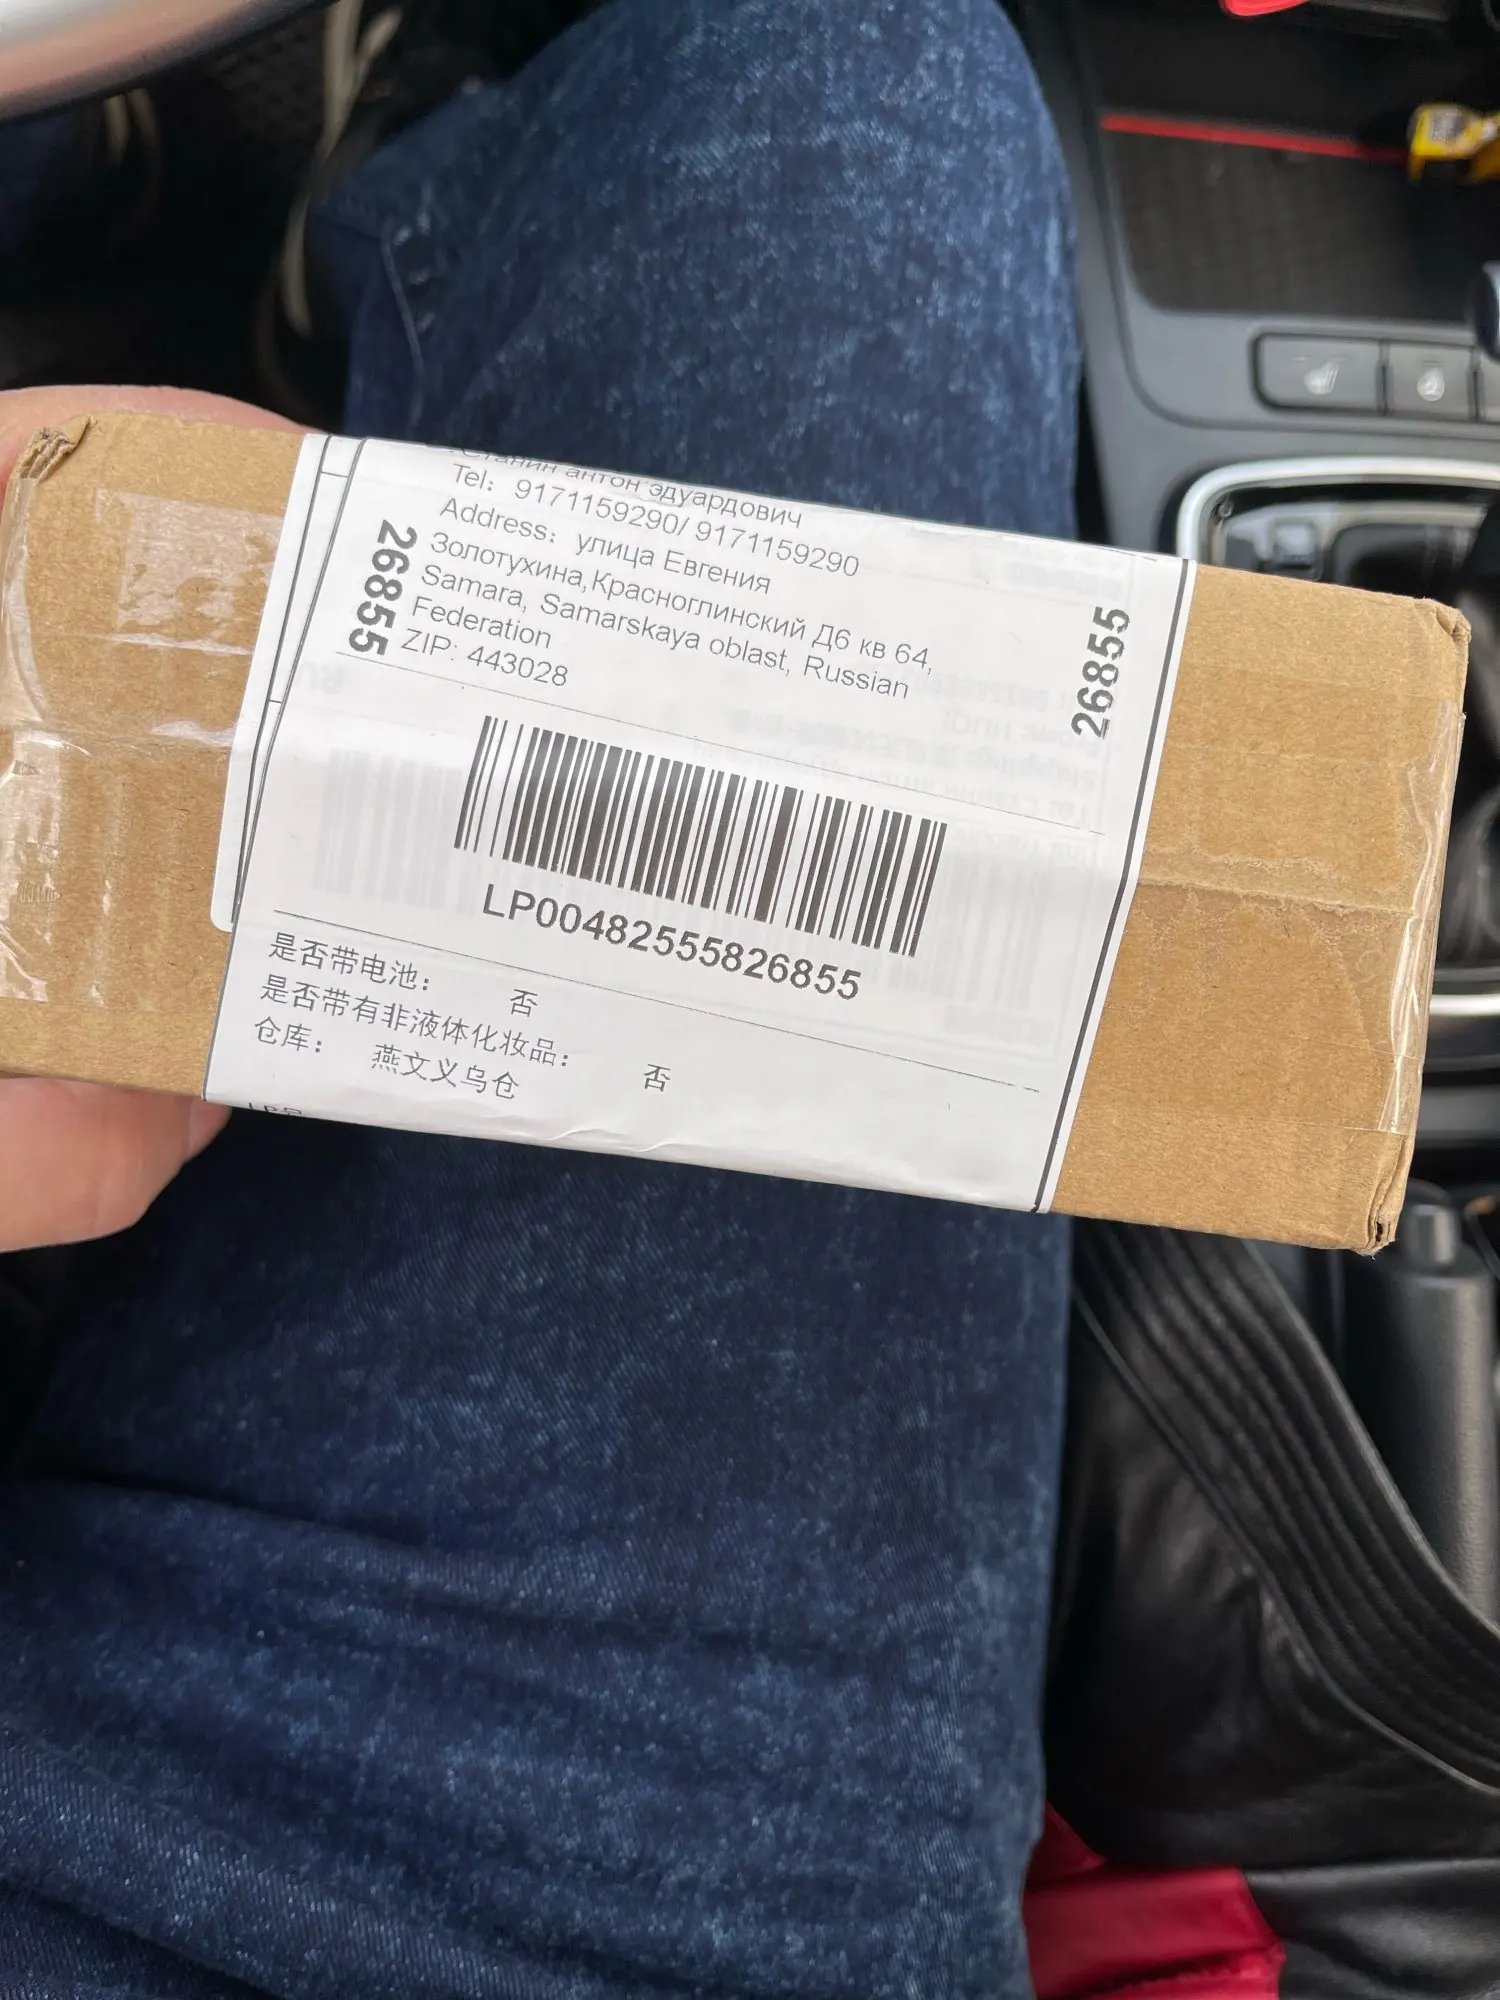 Станин антон эдуардович
Tel: 9171159290/ 9171159290
Address: улица Евгения
Золотухина,Красноглинский Д6 кв 64,
Samara, Samarskaya oblast, Russian
Federation
ZIP: 443028
26855
26855
LP00482555826855
是否带电池: 否
是否带有非液体化妆品: 否
仓库: 燕文义乌仓